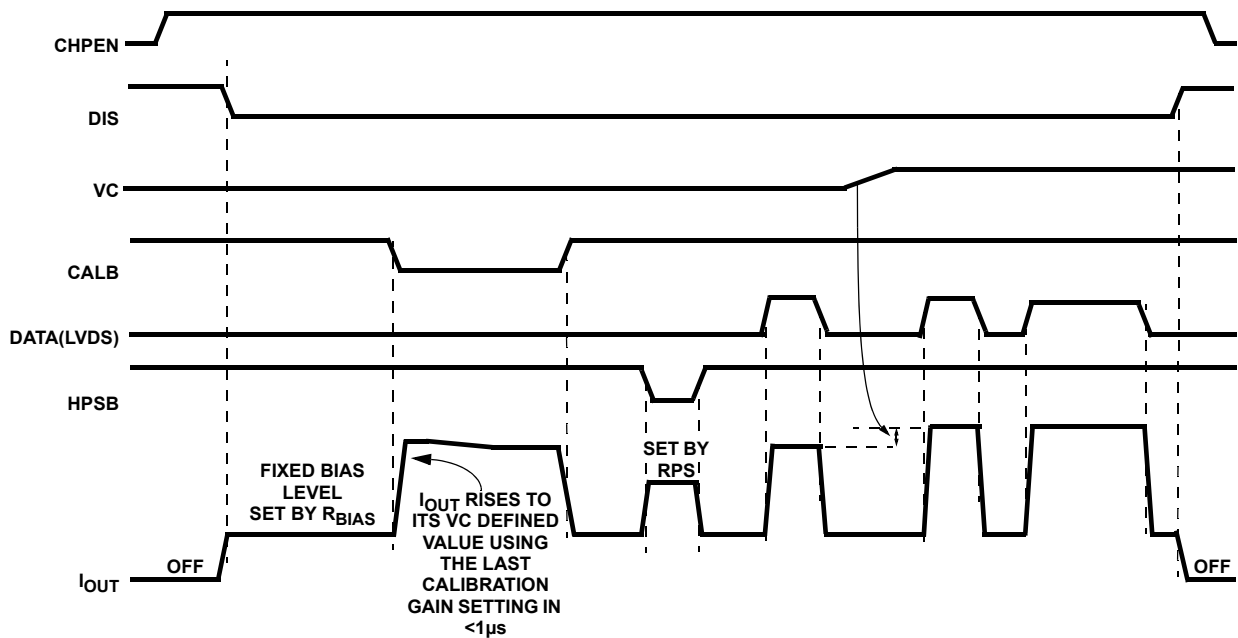 CHPEN
DIS
VC
CALB
DATA(LVDS)
HPSB
FIXED BIAS
LEVEL
SET BY RBIAS
IOUT RISES TO
ITS VC DEFINED
VALUE USING
THE LAST
CALIBRATION
GAIN SETTING IN
<1µs
SET BY
RPS
IOUT
OFF
OFF